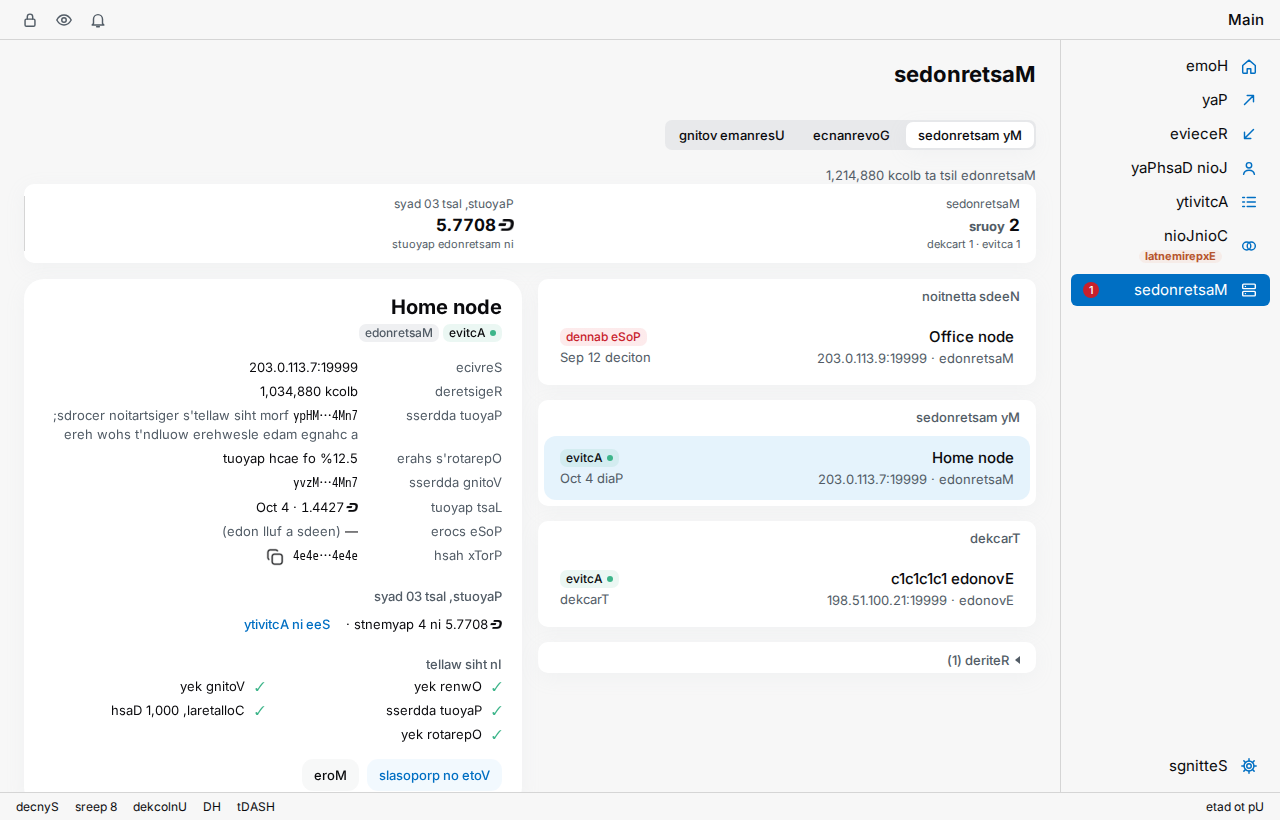 Main
emoH
yaP
evieceR
yaPhsaD nioJ
ytivitcA
nioJnioC
latnemirepxE
sedonretsaM
1
sgnitteS
sedonretsaM
sedonretsam yM
ecnanrevoG
gnitov emanresU
1,214,880 kcolb ta tsil edonretsaM
sedonretsaM
2 sruoy
dekcart 1 · evitca 1
syad 03 tsal ,stuoyaP
5.7708
stuoyap edonretsam ni
noitnetta sdeeN
Office node
dennab eSoP
203.0.113.9:19999 · edonretsaM
Sep 12 deciton
sedonretsam yM
Home node
evitcA
203.0.113.7:19999 · edonretsaM
Oct 4 diaP
dekcarT
c1c1c1c1 edonovE
evitcA
198.51.100.21:19999 · edonovE
dekcarT
(1) deriteR
Home node
evitcA
edonretsaM
ecivreS
203.0.113.7:19999
deretsigeR
1,034,880 kcolb
sserdda tuoyaP
;sdrocer noitartsiger s'tellaw siht morf ypHM⋯4Mn7
ereh wohs t'ndluow erehwesle edam egnahc a
erahs s'rotarepO
tuoyap hcae fo %12.5
sserdda gnitoV
yvzM⋯4Mn7
tuoyap tsaL
Oct 4 · 1.4427
erocs eSoP
(edon lluf a sdeen) —
hsah xTorP
4e4e⋯4e4e
syad 03 tsal ,stuoyaP
5.7708 ni 4 stnemyap ·
ytivitcA ni eeS
tellaw siht nI
✓ yek renwO
✓ yek gnitoV
✓ sserdda tuoyaP
✓ hsaD 1,000 ,laretalloC
✓ yek rotarepO
slasoporp no etoV
eroM
decnyS
sreep 8
dekcolnU
DH
tDASH
etad ot pU